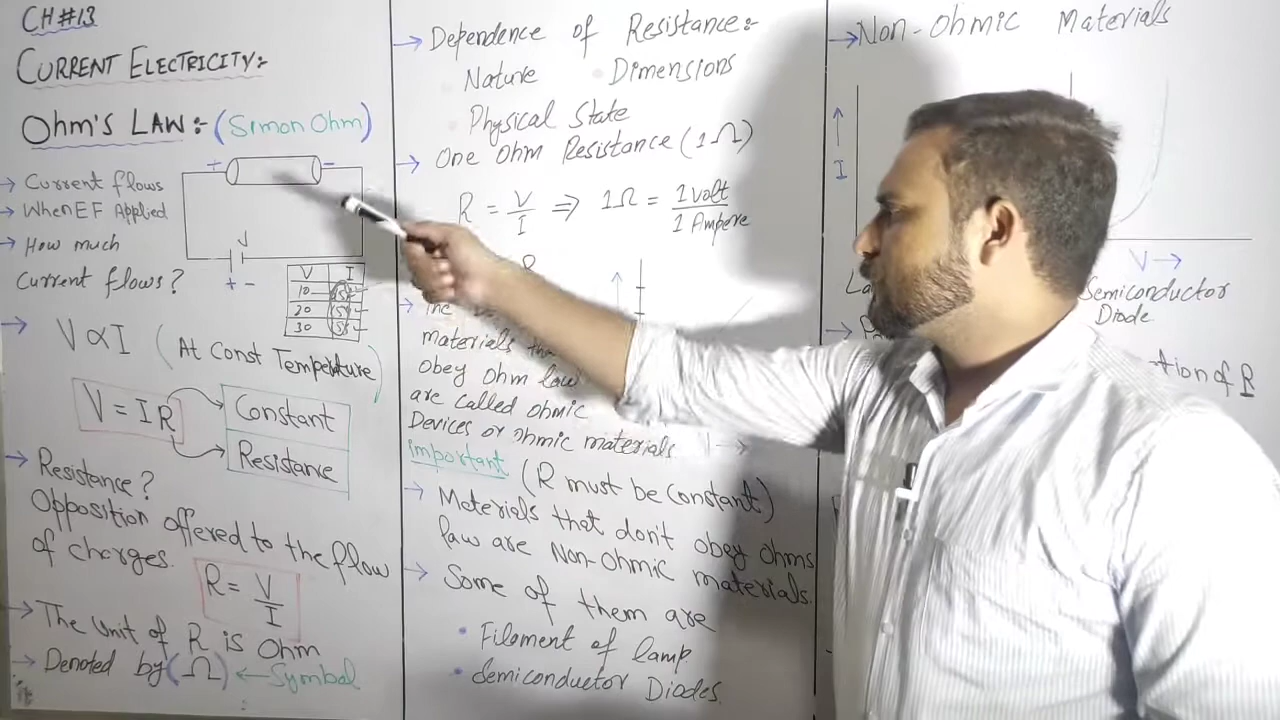 CH#13
CURRENT ELECTRICITY:-
OHM'S LAW:- (Simon Ohm)
→ Current flows
→ When EF Applied
→ How much
Current flows?
+ -
V
+ -
V I
10
20
30
→ V ∝ I (At Const Temperature)
V = I R
Constant
Resistance
→ Resistance?
Opposition offered to the flow
of charges.
R = V/I
→ The Unit of R is Ohm
→ Denoted by (Ω) ← Symbol
→ Dependence of Resistance:-
Nature Dimensions
Physical State
→ One Ohm Resistance (1Ω)
R = V/I ⇒ 1Ω = 1 volt/1 Ampere
materials
obey ohm law
are called ohmic
Devices or ohmic materials
important (R must be Constant)
→ Materials that don't obey Ohms
law are Non-Ohmic materials.
→ Some of them are
• Filoment of lamp
• Semiconductor Diodes.
→ Non-Ohmic Materials
↑
I
V →
Semiconductor
Diode
tion of R